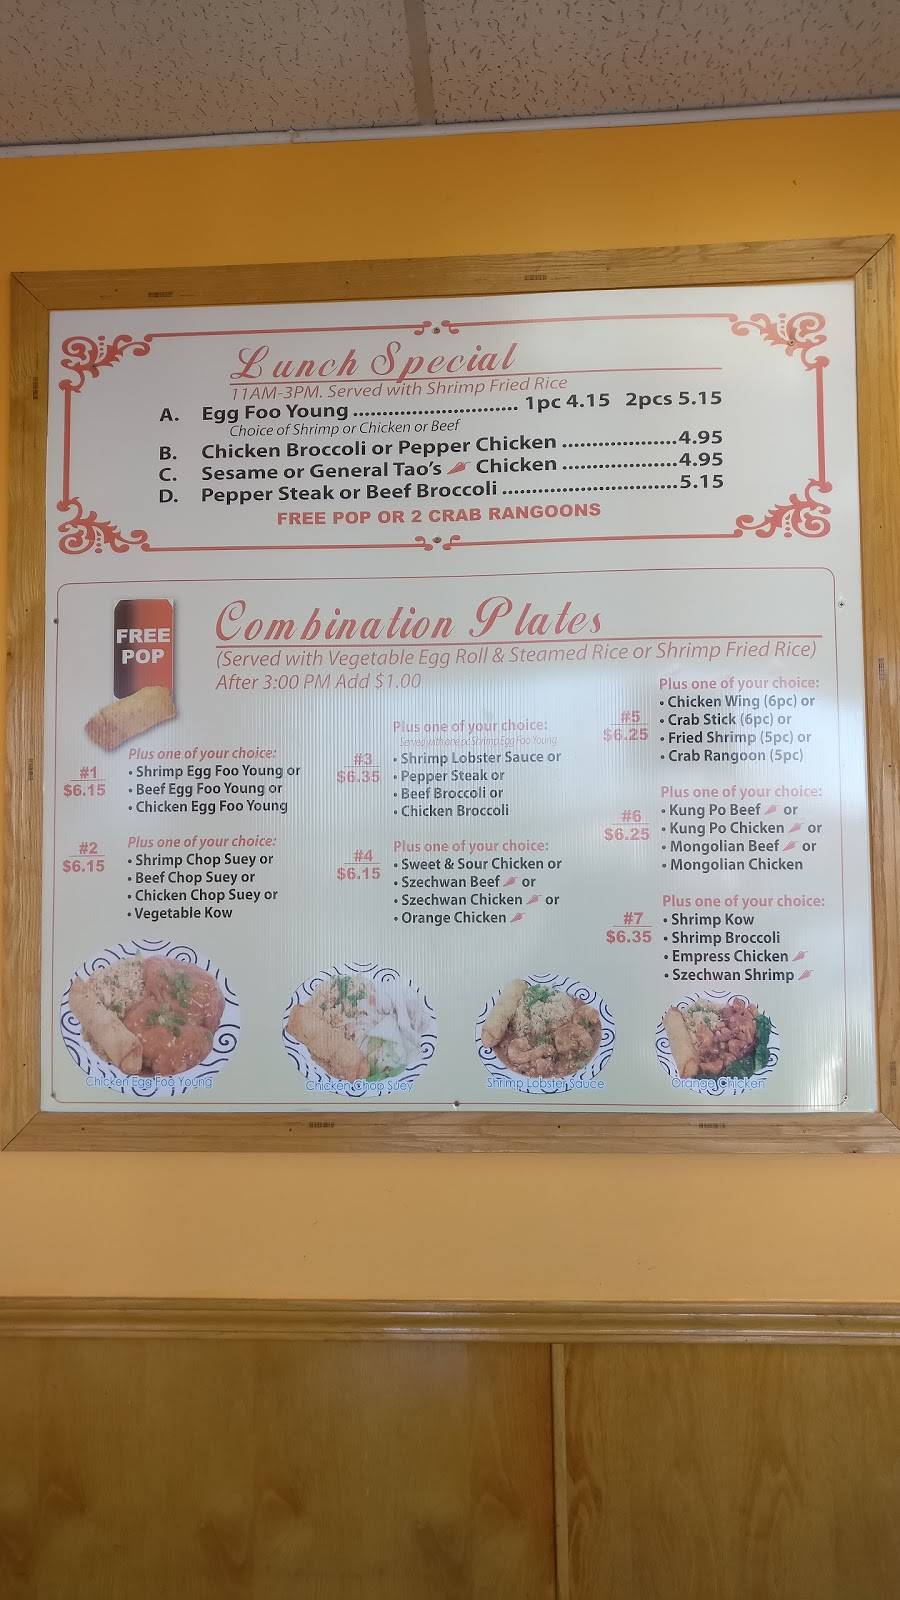 Lunch Special
11AM-3PM. Served with Shrimp Fried Rice
A. Egg Foo Young ............................ 1pc 4.15 2pcs 5.15
Choice of Shrimp or Chicken or Beef
B. Chicken Broccoli or Pepper Chicken ....................4.95
C. Sesame or General Tao's Chicken ....................4.95
D. Pepper Steak or Beef Broccoli ..............................5.15
FREE POP OR 2 CRAB RANGOONS
FREE
POP
Combination Plates
(Served with Vegetable Egg Roll & Steamed Rice or Shrimp Fried Rice)
After 3:00 PM Add $1.00
#1
$6.15
Plus one of your choice:
• Shrimp Egg Foo Young or
• Beef Egg Foo Young or
• Chicken Egg Foo Young
#2
$6.15
Plus one of your choice:
• Shrimp Chop Suey or
• Beef Chop Suey or
• Chicken Chop Suey or
• Vegetable Kow
#3
$6.35
Plus one of your choice:
Served with one pc Shrimp Egg Foo Young
• Shrimp Lobster Sauce or
• Pepper Steak or
• Beef Broccoli or
• Chicken Broccoli
#4
$6.15
Plus one of your choice:
• Sweet & Sour Chicken or
• Szechwan Beef or
• Szechwan Chicken or
• Orange Chicken
#5
$6.25
Plus one of your choice:
• Chicken Wing (6pc) or
• Crab Stick (6pc) or
• Fried Shrimp (5pc) or
• Crab Rangoon (5pc)
#6
$6.25
Plus one of your choice:
• Kung Po Beef or
• Kung Po Chicken or
• Mongolian Beef or
• Mongolian Chicken
#7
$6.35
Plus one of your choice:
• Shrimp Kow
• Shrimp Broccoli
• Empress Chicken
• Szechwan Shrimp
Chicken Egg Foo Young
Chicken Chop Suey
Shrimp Lobster Sauce
Orange Chicken